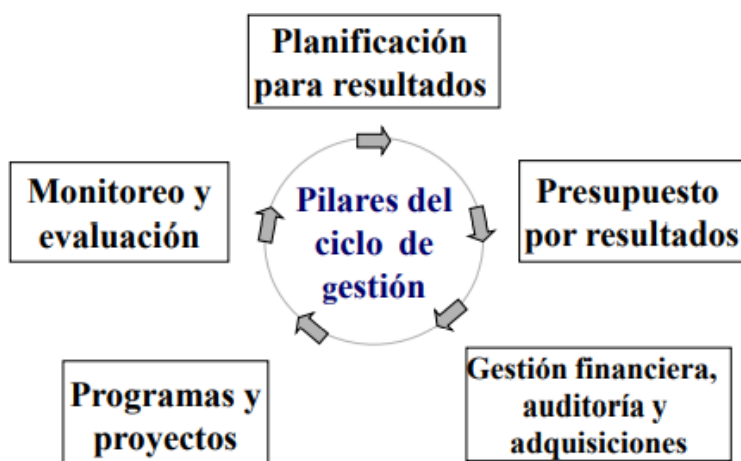 Planificación
para resultados
Monitoreo y
evaluación
Pilares del
ciclo de
gestión
Presupuesto
por resultados
Programas y
proyectos
Gestión financiera,
auditoría y
adquisiciones